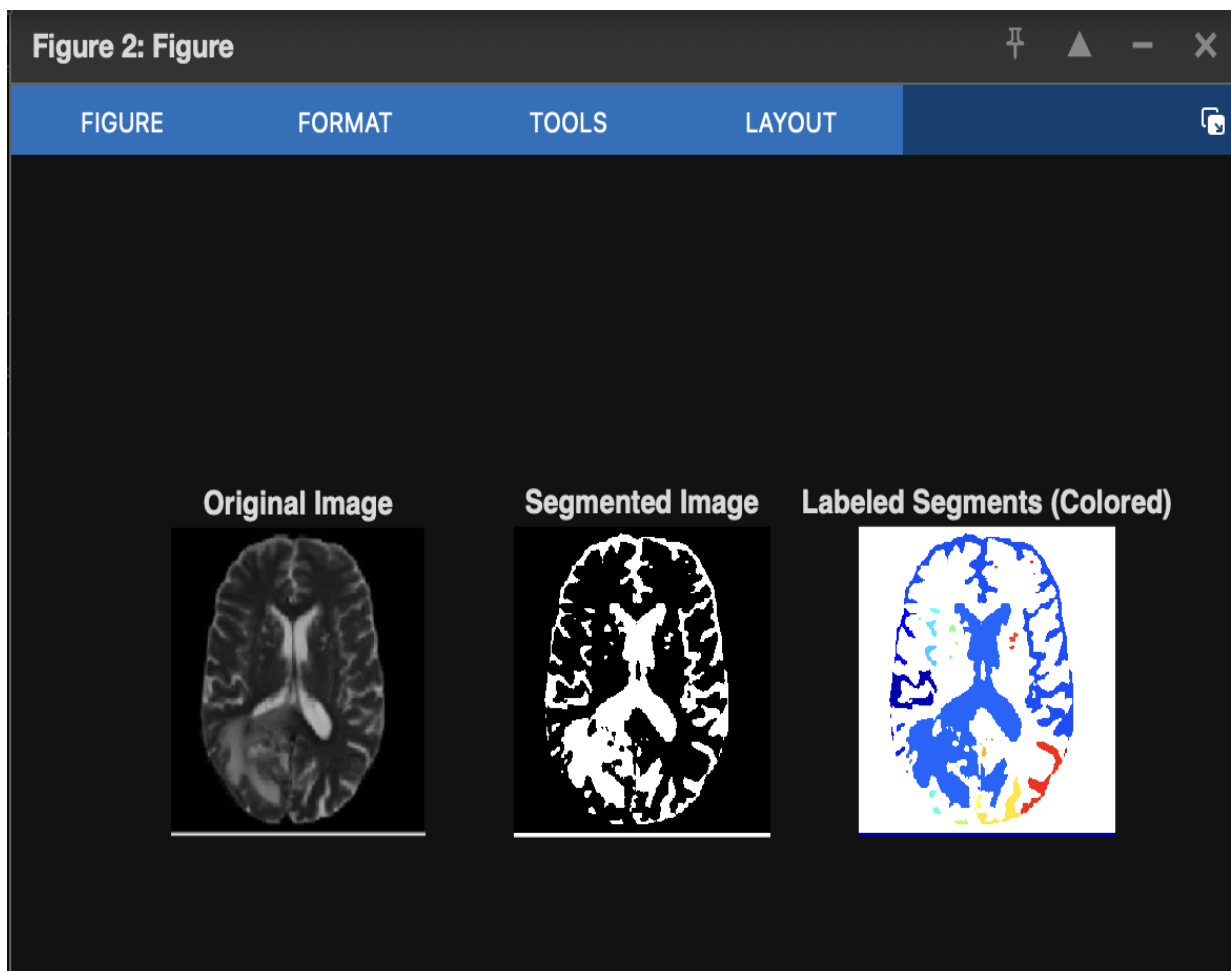 Figure 2: Figure
FIGURE FORMAT TOOLS LAYOUT
Original Image Segmented Image Labeled Segments (Colored)